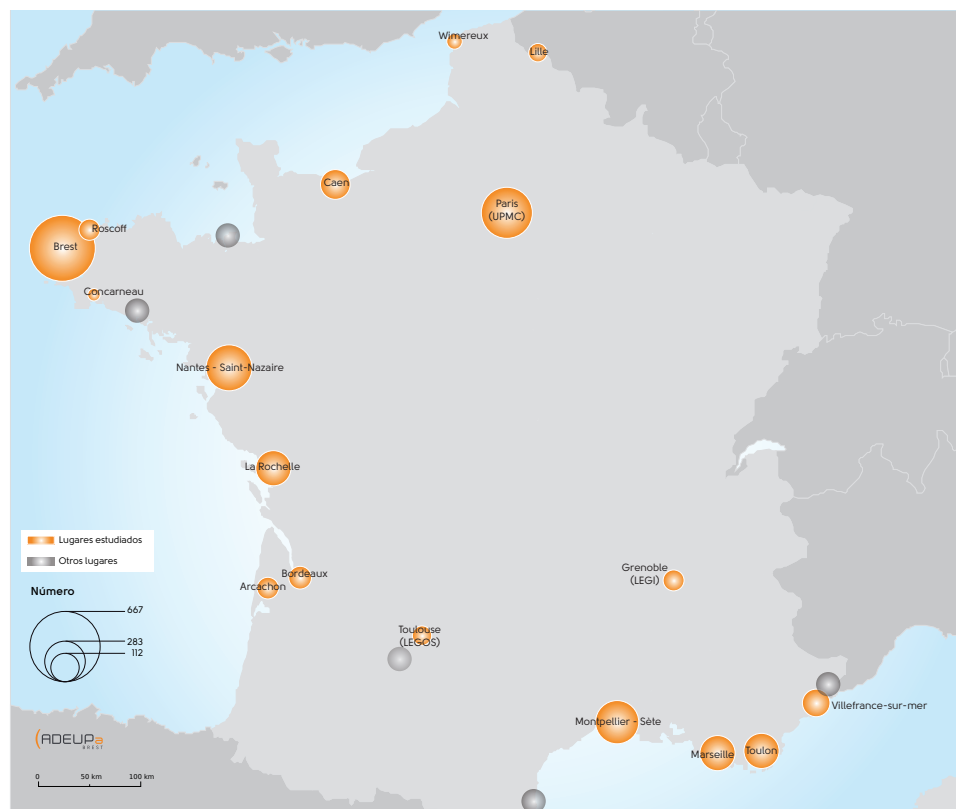 Wimereux
Lille
Caen
Paris
(UPMC)
Roscoff
Brest
Concarneau
Nantes - Saint-Nazaire
La Rochelle
Lugares estudiados
Otros lugares
Número
667
283
112
Bordeaux
Arcachon
Grenoble
(LEGI)
Toulouse
(LEGOS)
Villefranche-sur-mer
Montpellier - Sète
Marseille
Toulon
ADEUPa
BREST
0 50 km 100 km